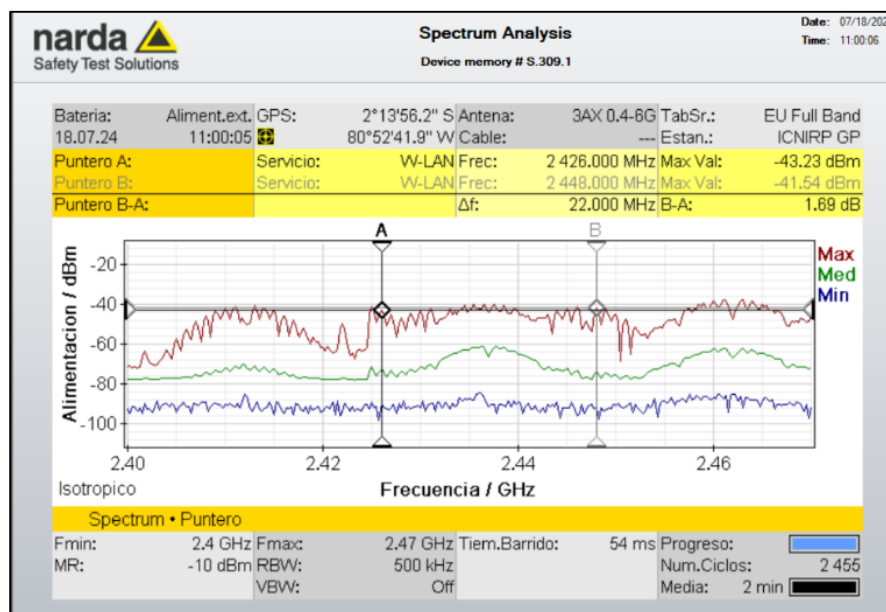 narda
Safety Test Solutions
Spectrum Analysis
Device memory # S.309.1
Date: 07/18/202
Time: 11:00:06
Bateria: Aliment.ext. GPS: 2°13'56.2" S Antena: 3AX 0.4-6G TabSr.: EU Full Band
18.07.24 11:00:05 80°52'41.9" W Cable: --- Estan.: ICNIRP GP
Puntero A: Servicio: W-LAN Frec: 2 426.000 MHz Max Val: -43.23 dBm
Puntero B: Servicio: W-LAN Frec: 2 448.000 MHz Max Val: -41.54 dBm
Puntero B-A: Δf: 22.000 MHz B-A: 1.69 dB
A B
Alimentacion / dBm
-20
-40
-60
-80
-100
Max
Med
Min
2.40 2.42 2.44 2.46
Isotropico Frecuencia / GHz
Spectrum • Puntero
Fmin: 2.4 GHz Fmax: 2.47 GHz Tiem.Barrido: 54 ms Progreso:
MR: -10 dBm RBW: 500 kHz Num.Ciclos: 2 455
VBW: Off Media: 2 min